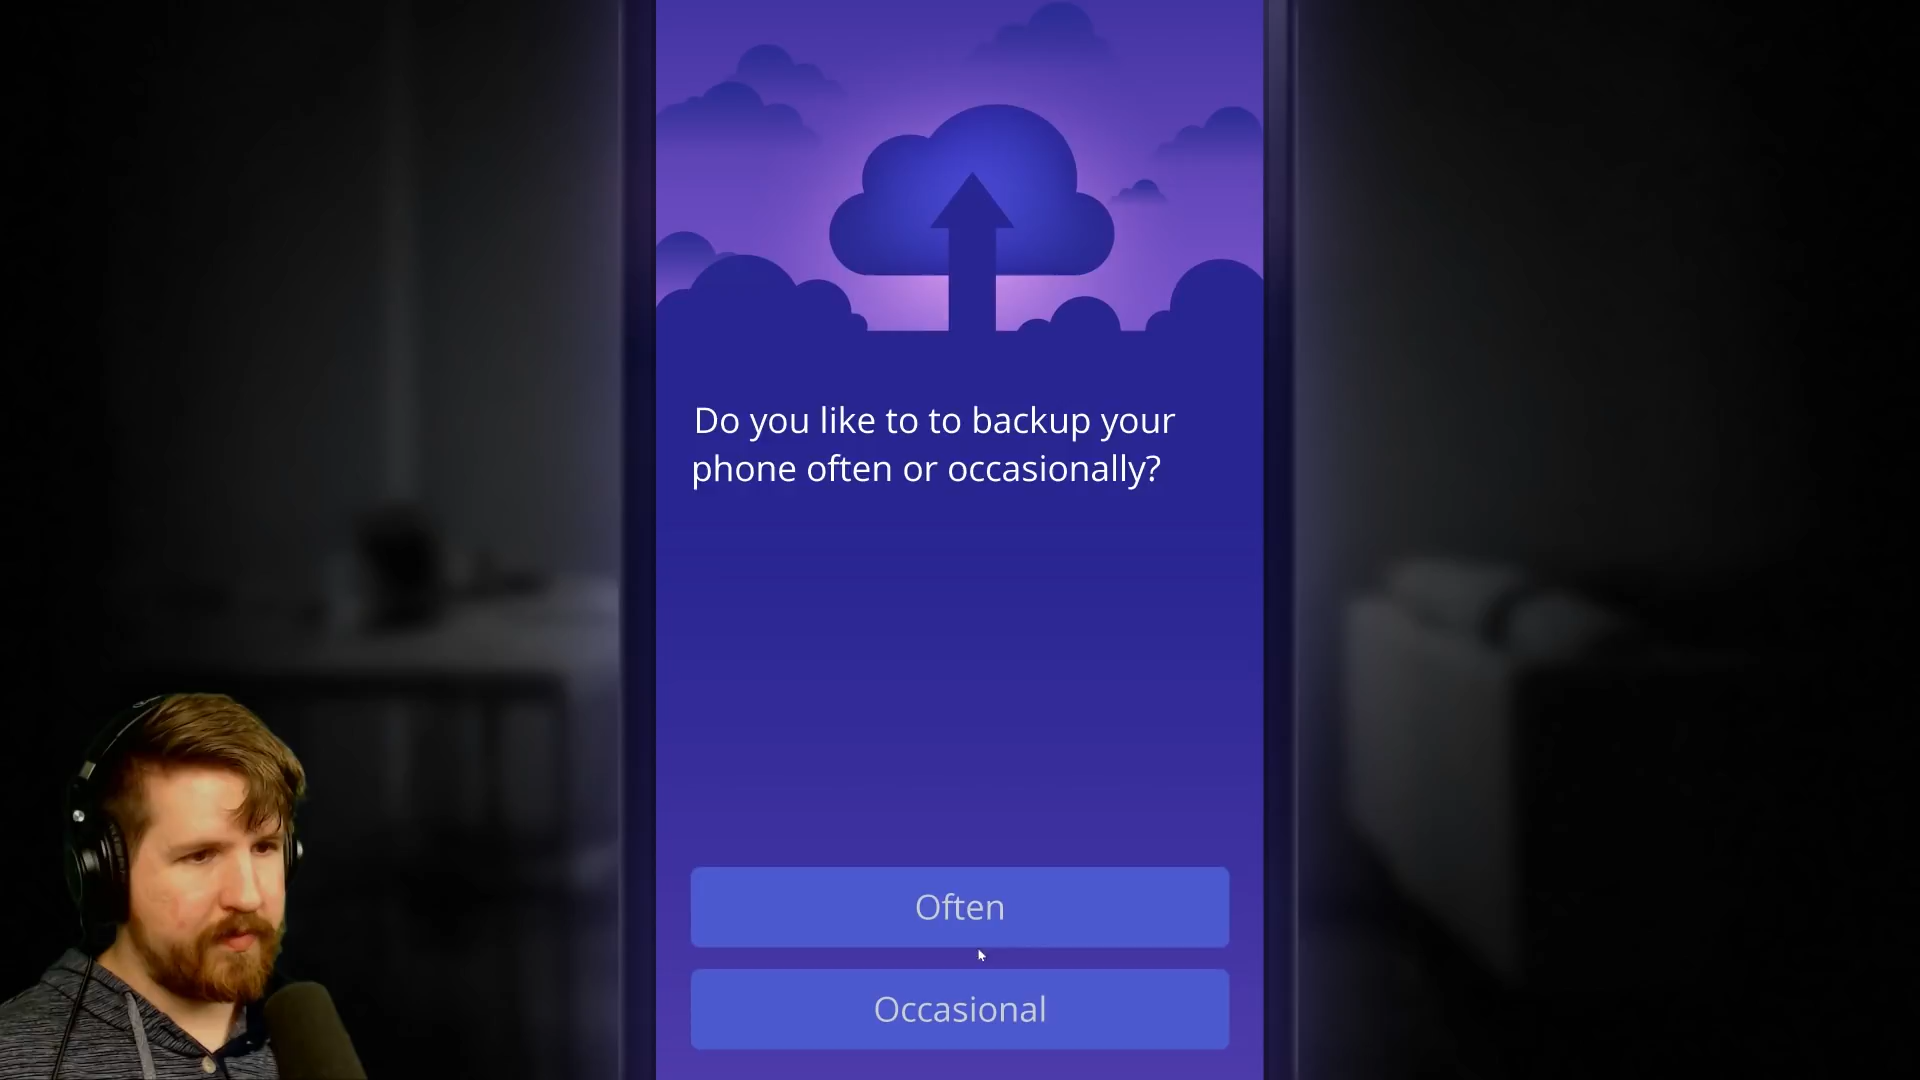 Do you like to to backup your
phone often or occasionally?
Often
Occasional